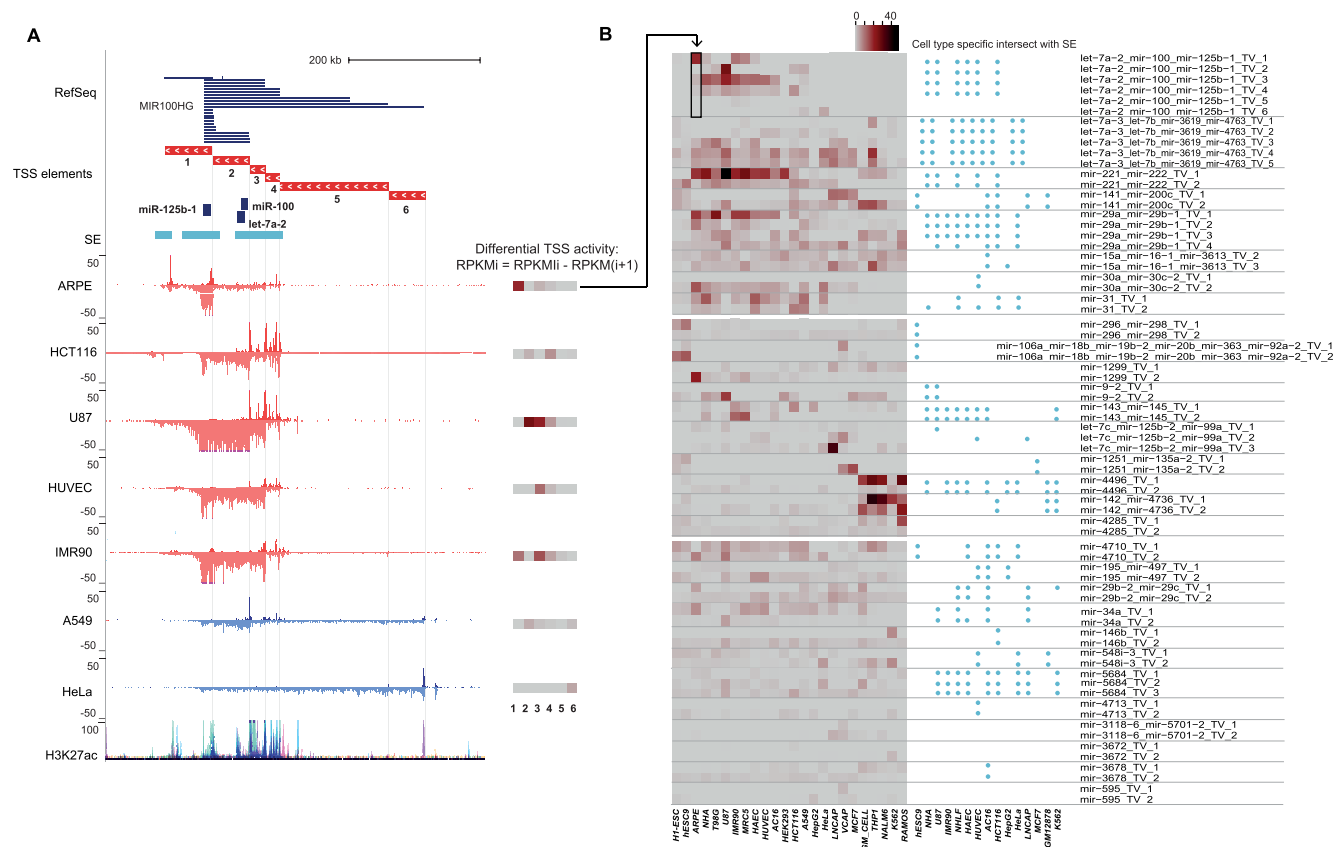 A
200 kb
RefSeq
MIR100HG
TSS elements
1
2
3
4
5
6
miR-125b-1
miR-100
let-7a-2
SE
50
ARPE
-50
100
HCT116
-50
50
U87
-50
50
HUVEC
-50
50
IMR90
-50
50
A549
-50
50
HeLa
-50
100
H3K27ac
Differential TSS activity:
RPKMi = RPKMIi - RPKM(i+1)
1 2 3 4 5 6
B
0 40
Cell type specific intersect with SE
let-7a-2_mir-100_mir-125b-1_TV_1
let-7a-2_mir-100_mir-125b-1_TV_2
let-7a-2_mir-100_mir-125b-1_TV_3
let-7a-2_mir-100_mir-125b-1_TV_4
let-7a-2_mir-100_mir-125b-1_TV_5
let-7a-2_mir-100_mir-125b-1_TV_6
let-7a-3_let-7b_mir-3619_mir-4763_TV_1
let-7a-3_let-7b_mir-3619_mir-4763_TV_2
let-7a-3_let-7b_mir-3619_mir-4763_TV_3
let-7a-3_let-7b_mir-3619_mir-4763_TV_4
let-7a-3_let-7b_mir-3619_mir-4763_TV_5
mir-221_mir-222_TV_1
mir-221_mir-222_TV_2
mir-141_mir-200c_TV_1
mir-141_mir-200c_TV_2
mir-29a_mir-29b-1_TV_1
mir-29a_mir-29b-1_TV_2
mir-29a_mir-29b-1_TV_3
mir-29a_mir-29b-1_TV_4
mir-15a_mir-16-1_mir-3613_TV_2
mir-15a_mir-16-1_mir-3613_TV_3
mir-30a_mir-30c-2_TV_1
mir-30a_mir-30c-2_TV_2
mir-31_TV_1
mir-31_TV_2
mir-296_mir-298_TV_1
mir-296_mir-298_TV_2
mir-106a_mir-18b_mir-19b-2_mir-20b_mir-363_mir-92a-2_TV_1
mir-106a_mir-18b_mir-19b-2_mir-20b_mir-363_mir-92a-2_TV_2
mir-1299_TV_1
mir-1299_TV_2
mir-9-2_TV_1
mir-9-2_TV_2
mir-143_mir-145_TV_1
mir-143_mir-145_TV_2
let-7c_mir-125b-2_mir-99a_TV_1
let-7c_mir-125b-2_mir-99a_TV_2
let-7c_mir-125b-2_mir-99a_TV_3
mir-1251_mir-135a-2_TV_1
mir-1251_mir-135a-2_TV_2
mir-4496_TV_1
mir-4496_TV_2
mir-142_mir-4736_TV_1
mir-142_mir-4736_TV_2
mir-4285_TV_1
mir-4285_TV_2
mir-4710_TV_1
mir-4710_TV_2
mir-195_mir-497_TV_1
mir-195_mir-497_TV_2
mir-29b-2_mir-29c_TV_1
mir-29b-2_mir-29c_TV_2
mir-34a_TV_1
mir-34a_TV_2
mir-146b_TV_1
mir-146b_TV_2
mir-548i-3_TV_1
mir-548i-3_TV_2
mir-5684_TV_1
mir-5684_TV_2
mir-5684_TV_3
mir-4713_TV_1
mir-4713_TV_2
mir-3118-6_mir-5701-2_TV_1
mir-3118-6_mir-5701-2_TV_2
mir-3672_TV_1
mir-3672_TV_2
mir-3678_TV_1
mir-3678_TV_2
mir-595_TV_1
mir-595_TV_2
H1-ESC
hESC9
ARPE
NHA
T98G
U87
IMR90
MRC5
HAEC
HUVEC
AC16
HEK293
HCT116
A549
HepG2
HeLa
LNCAP
VCAP
MCF7
GM_CELL
THP1
NALM6
K562
RAMOS
hESC9
NHA
U87
IMR90
NHLF
HAEC
HUVEC
AC16
HCT116
HepG2
HeLa
LNCAP
MCF7
GM12878
K562